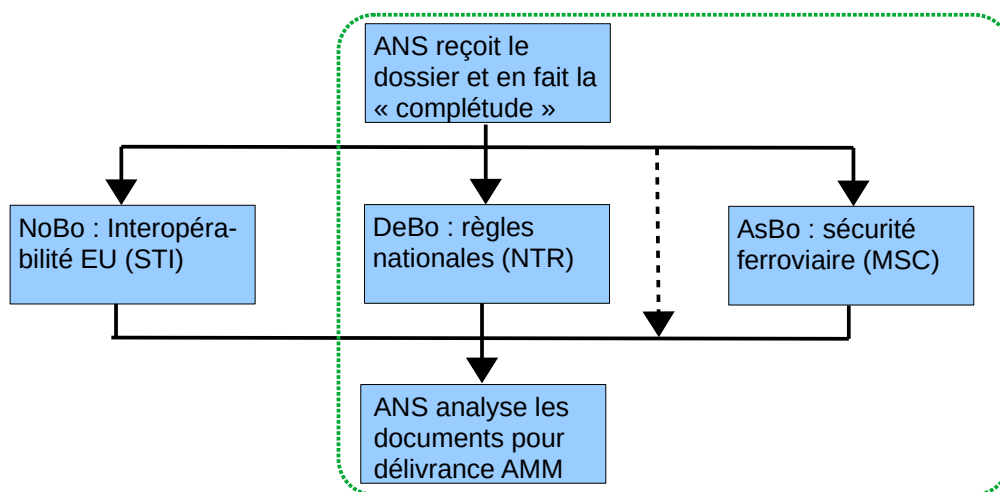 ANS reçoit le
dossier et en fait la
« complétude »
NoBo : Interopéra-
bilité EU (STI)
DeBo : règles
nationales (NTR)
AsBo : sécurité
ferroviaire (MSC)
ANS analyse les
documents pour
délivrance AMM